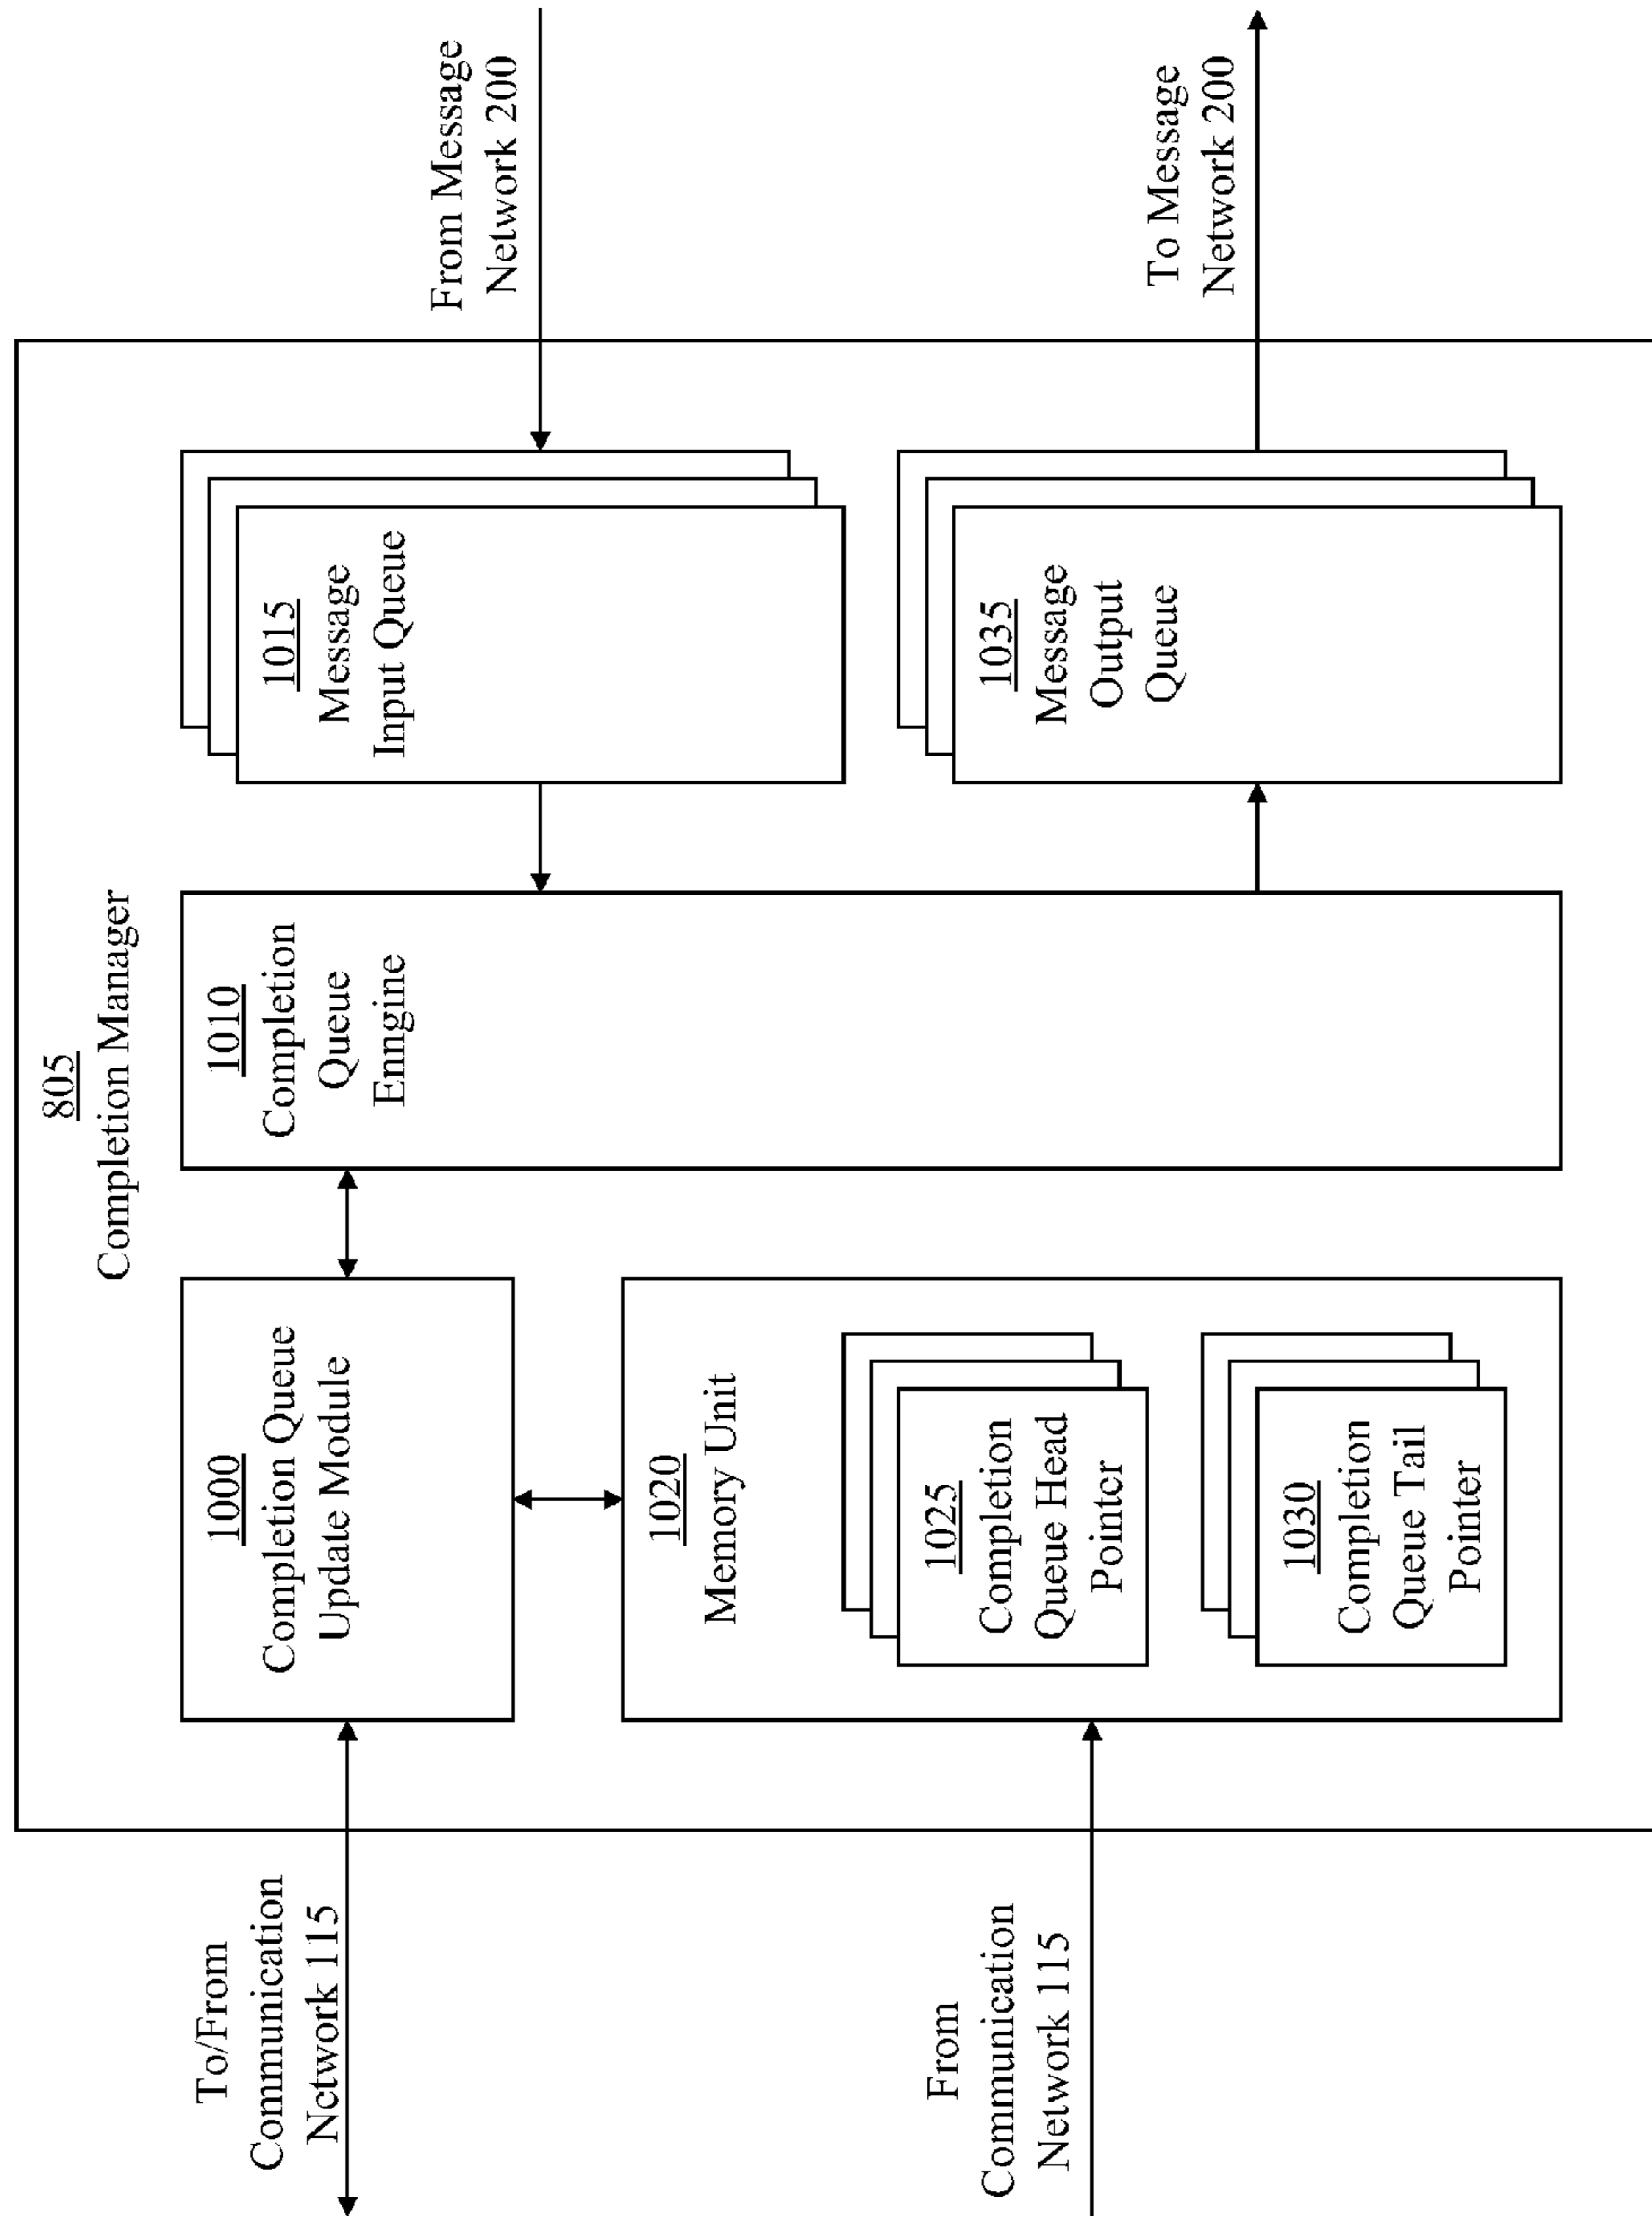 805
Completion Manager
To/From
Communication
Network 115
1000
Completion Queue
Update Module
1010
Completion
Queue
Enngine
1015
Message
Input Queue
From Message
Network 200
From
Communication
Network 115
1020
Memory Unit
1025
Completion
Queue Head
Pointer
1030
Completion
Queue Tail
Pointer
1035
Message
Output
Queue
To Message
Network 200